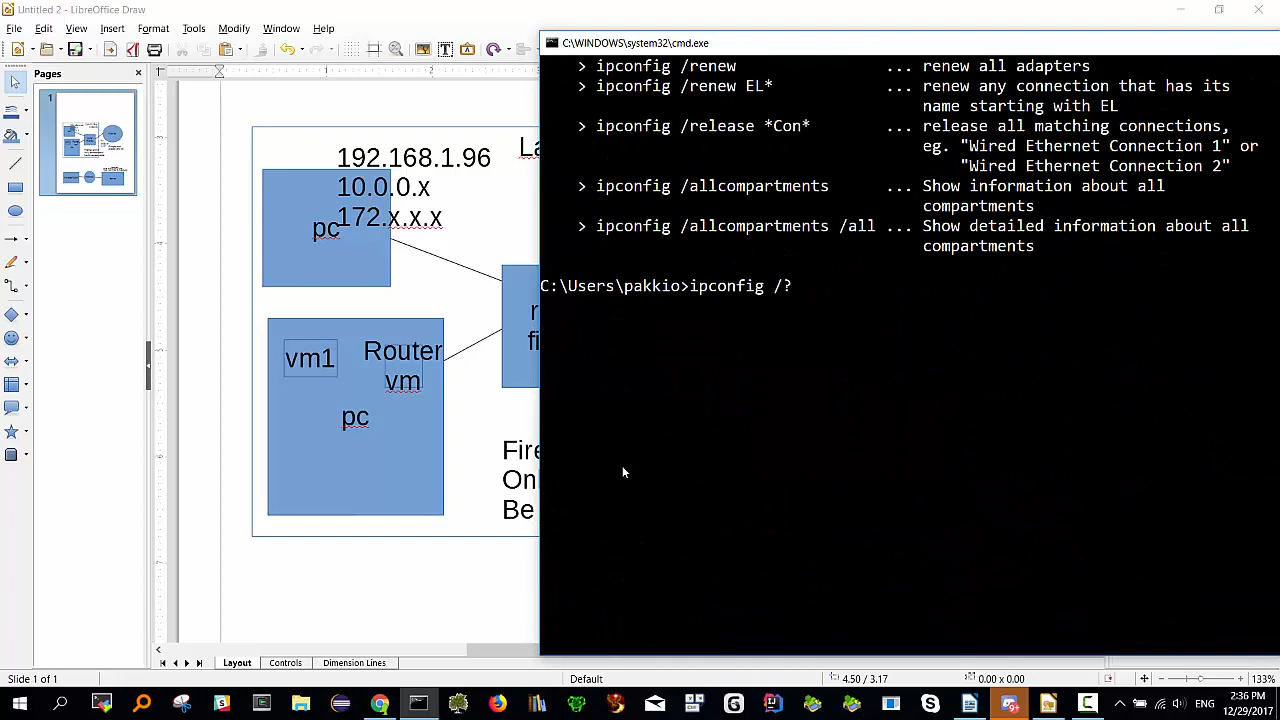 Untitled 2 - LibreOffice Draw
File Edit View Insert Format Tools Window Help
Pages
1
192.168.1.96
10.0.0.x
172.x.x.x
pc
vm1
Router
vm
pc
C:\WINDOWS\system32\cmd.exe
> ipconfig /renew ... renew all adapters
> ipconfig /renew EL* ... renew any connection that has its
name starting with EL
> ipconfig /release *Con* ... release all matching connections,
eg. "Wired Ethernet Connection 1" or
"Wired Ethernet Connection 2"
> ipconfig /allcompartments ... Show information about all
compartments
> ipconfig /allcompartments /all ... Show detailed information about all
compartments
C:\Users\pakkio>ipconfig /?
On
Be
Layout Controls Dimension Lines
Slide 1 of 1 Default 4.50 / 3.17 0.00 x 0.00 133%
ENG
2:36 PM
12/29/2017